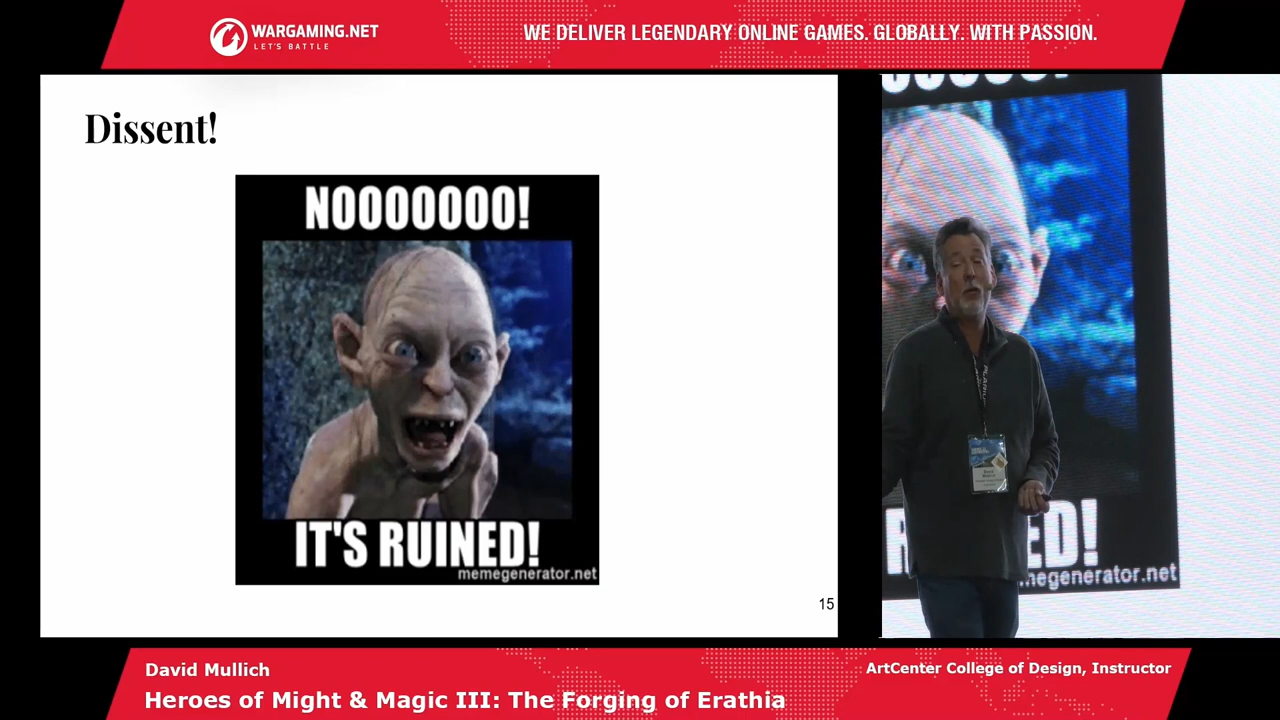 WARGAMING.NET
LET'S BATTLE
WE DELIVER LEGENDARY ONLINE GAMES. GLOBALLY. WITH PASSION.
Dissent!
NOOOOOOO!
IT'S RUINED!
memegenerator.net
15
ED!
negenerator.net
David Mullich
ArtCenter College of Design, Instructor
Heroes of Might & Magic III: The Forging of Erathia